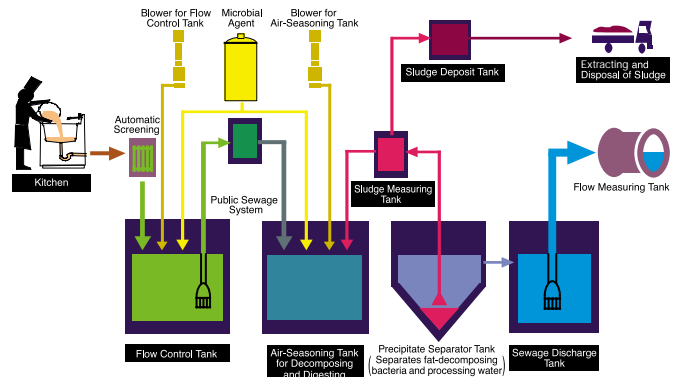 Blower for Flow
Control Tank
Microbial
Agent
Blower for
Air-Seasoning Tank
Sludge Deposit Tank
Extracting and
Disposal of Sludge
Automatic
Screening
Kitchen
Public Sewage
System
Sludge Measuring
Tank
Flow Measuring Tank
Flow Control Tank
Air-Seasoning Tank
for Decomposing
and Digesting
Precipitate Separator Tank
( Separates fat-decomposing
bacteria and processing water )
Sewage Discharge
Tank